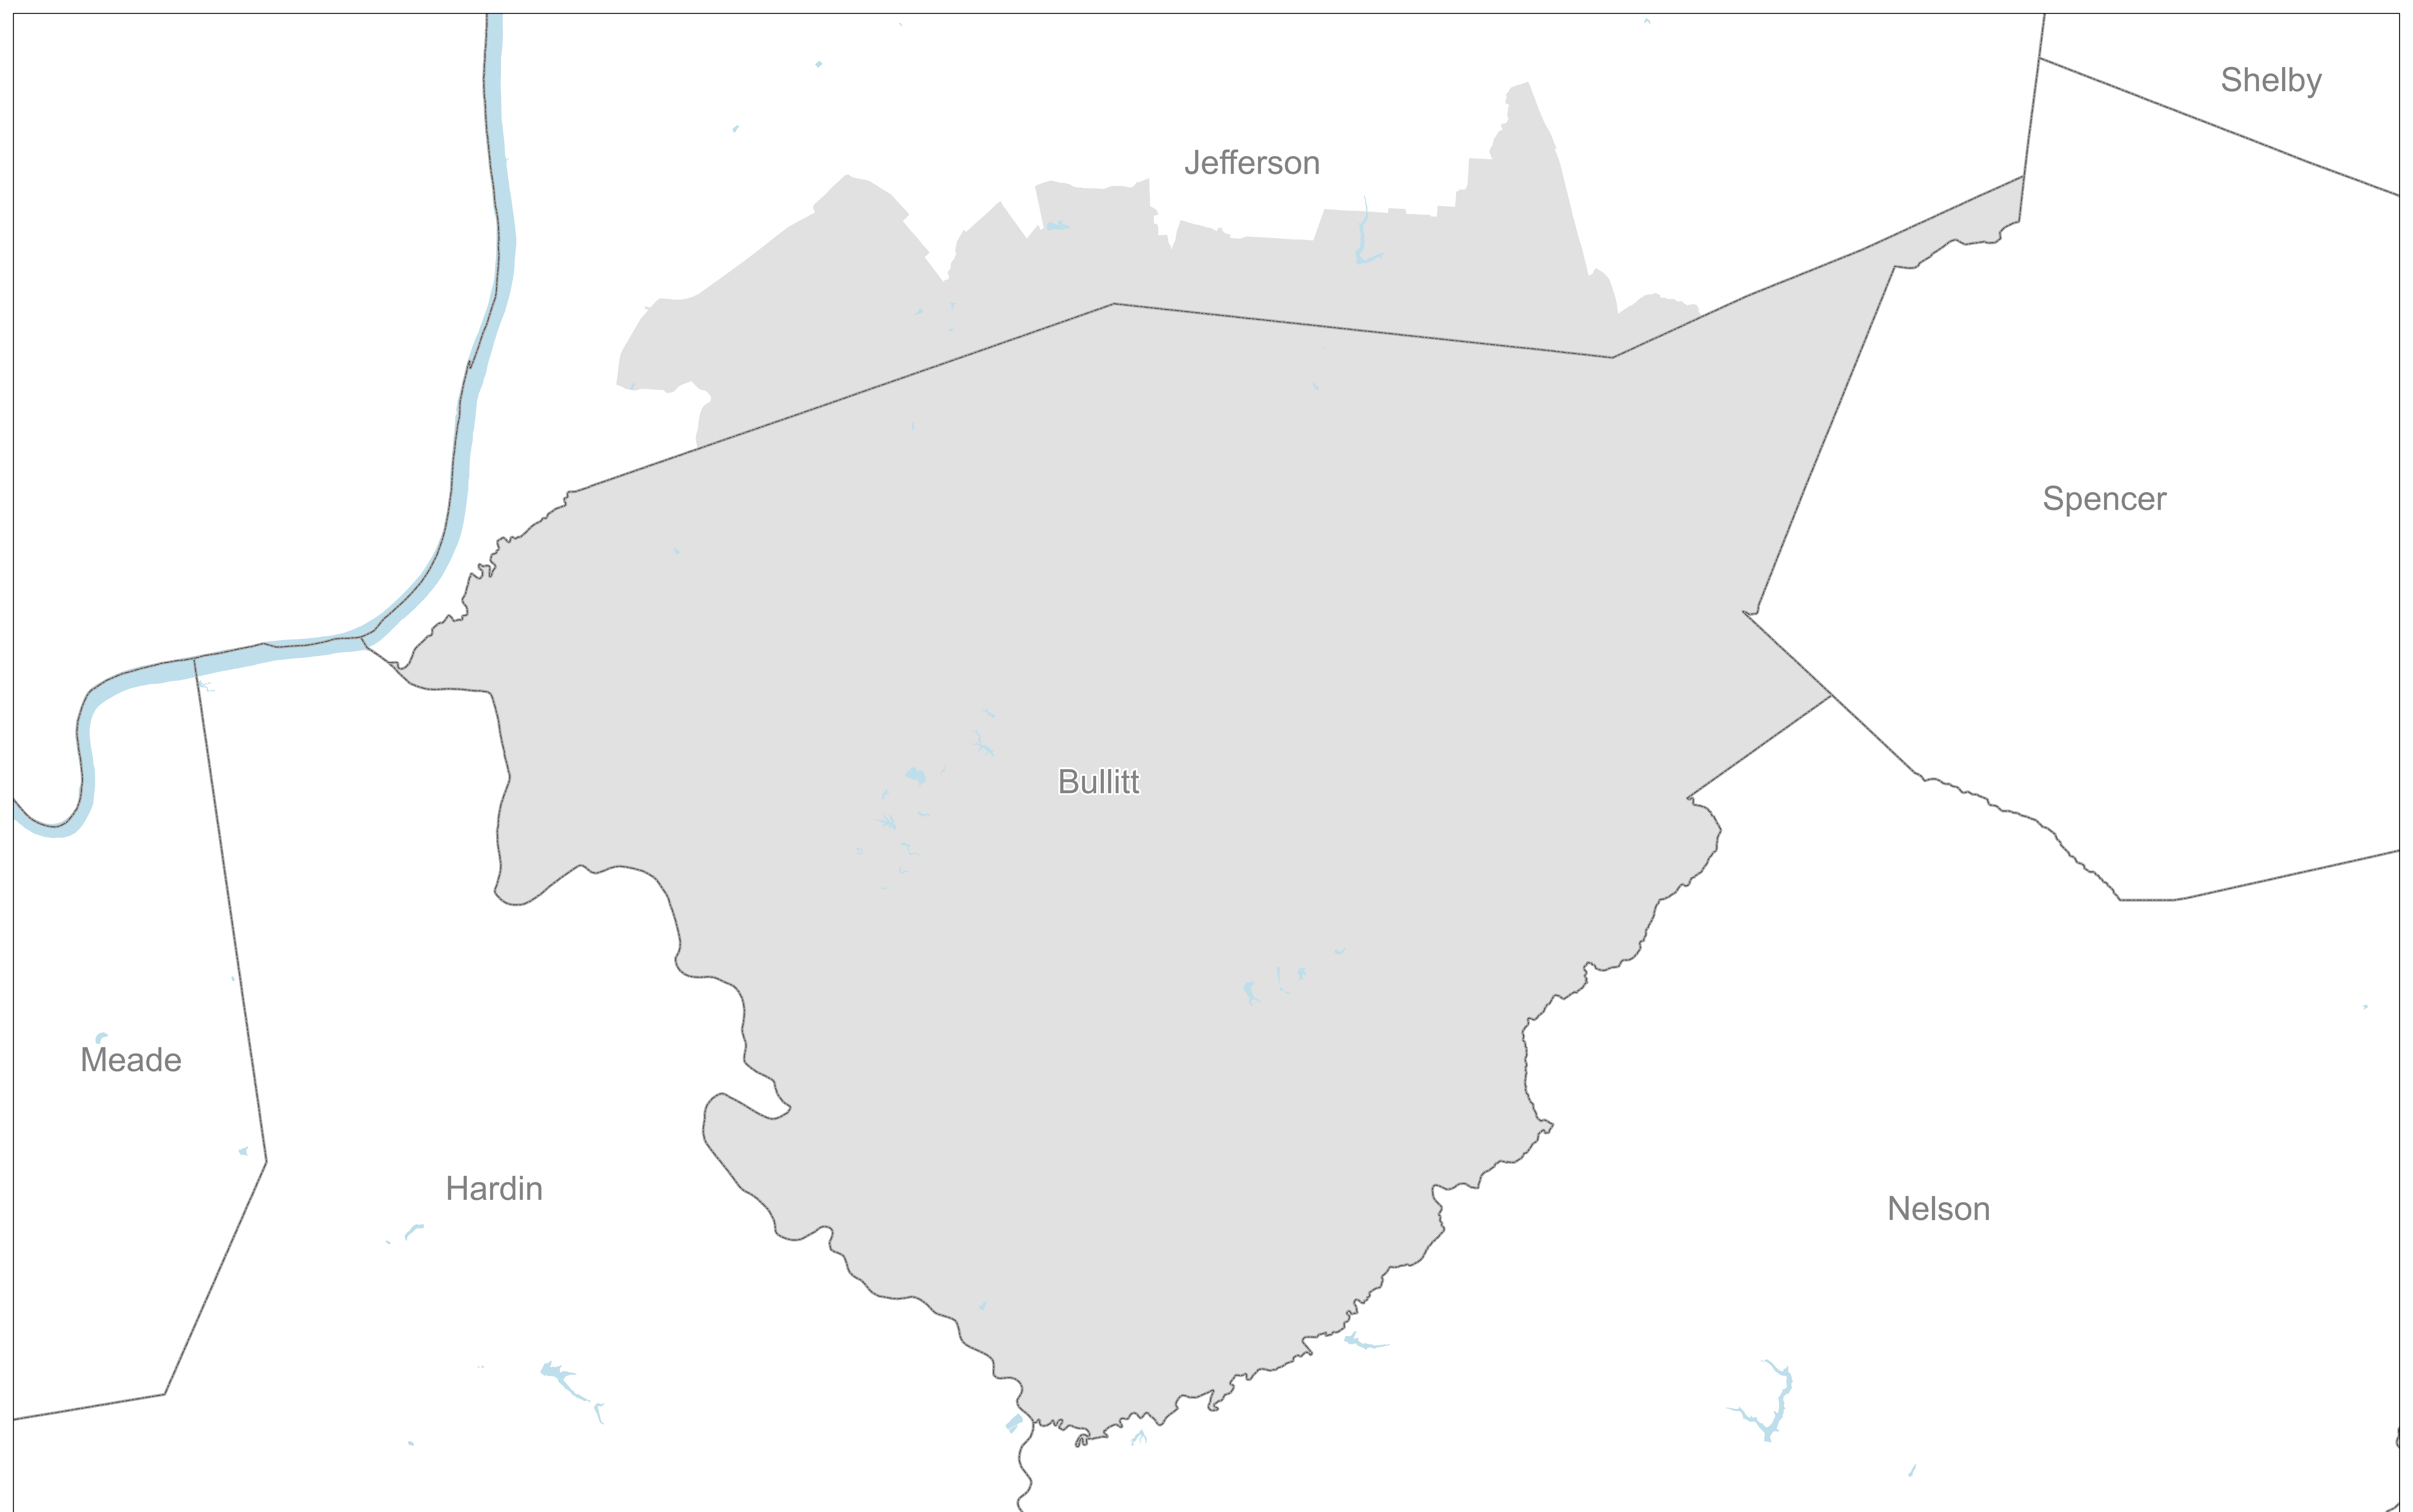 Shelby
Jefferson
Spencer
Bullitt
Meade
Hardin
Nelson